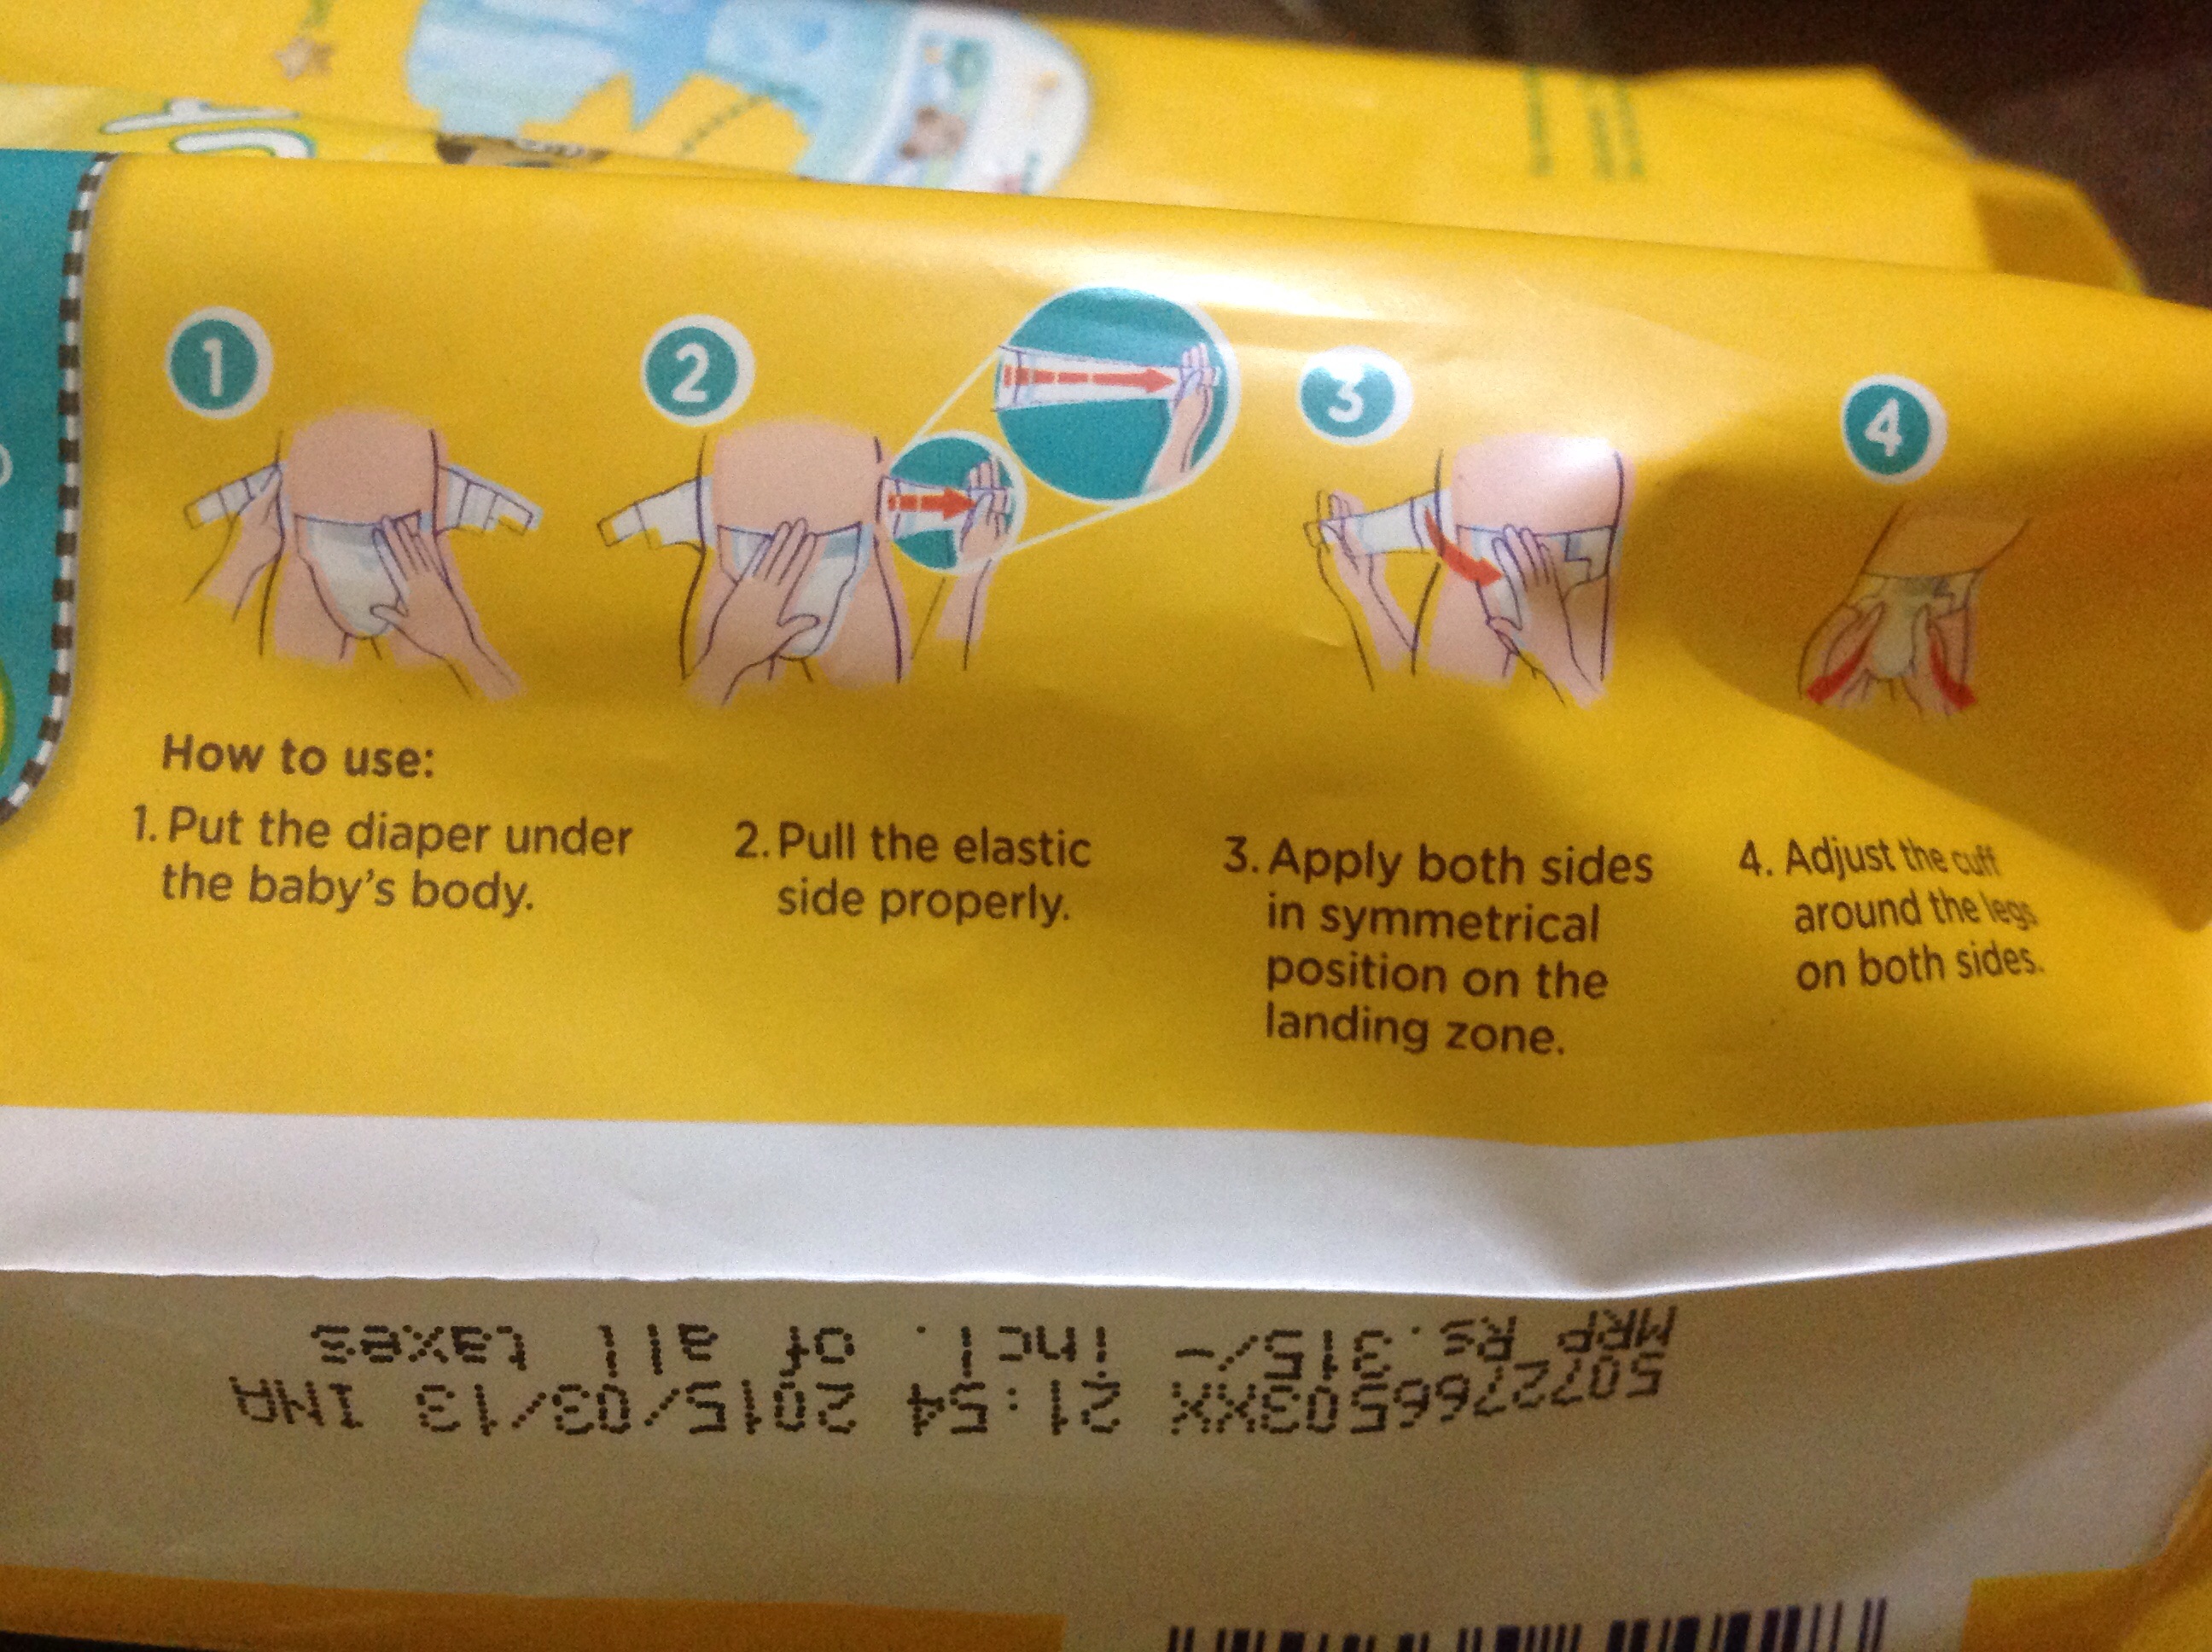 1
2
3
4
How to use:
1. Put the diaper under
the baby's body.
2. Pull the elastic
side properly.
3. Apply both sides
in symmetrical
position on the
landing zone.
4. Adjust the cuff
around the legs
on both sides.
50722766503XX 21:54 2015/03/13 IND
MRP Rs.315/- incl. of all taxes